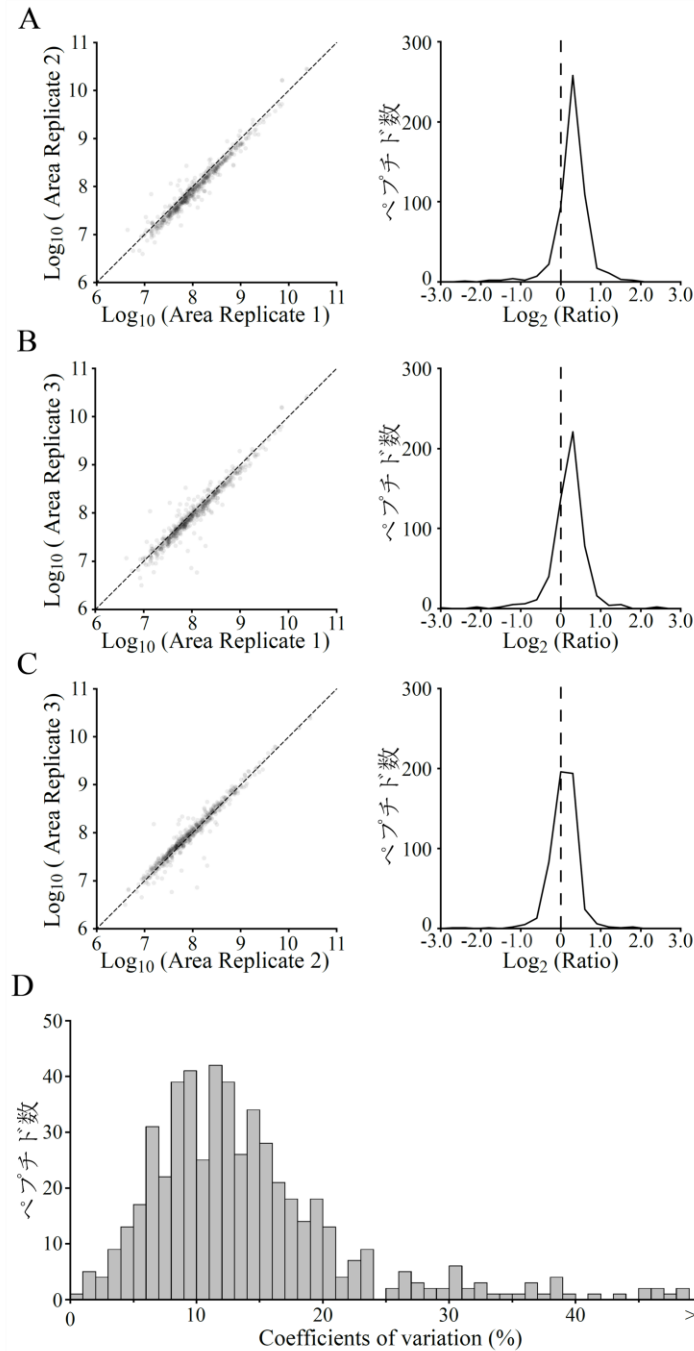 A
11
10
9
8
7
6
Log10 ( Area Replicate 2)
6 7 8 9 10 11
Log10 (Area Replicate 1)
300
200
100
0
ペプチド数
-3.0 -2.0 -1.0 0 1.0 2.0 3.0
Log2 (Ratio)
B
11
10
9
8
7
6
Log10 ( Area Replicate 3)
6 7 8 9 10 11
Log10 (Area Replicate 1)
300
200
100
0
ペプチド数
-3.0 -2.0 -1.0 0 1.0 2.0 3.0
Log2 (Ratio)
C
11
10
9
8
7
6
Log10 ( Area Replicate 3)
6 7 8 9 10 11
Log10 (Area Replicate 2)
300
200
100
0
ペプチド数
-3.0 -2.0 -1.0 0 1.0 2.0 3.0
Log2 (Ratio)
D
50
40
30
20
10
0
ペプチド数
0 10 20 30 40 >
Coefficients of variation (%)